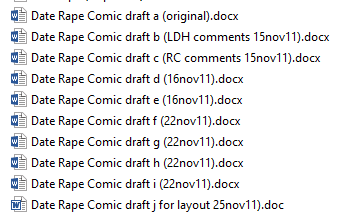 Date Rape Comic draft a (original).docx
Date Rape Comic draft b (LDH comments 15nov11).docx
Date Rape Comic draft c (RC comments 15nov11).docx
Date Rape Comic draft d (16nov11).docx
Date Rape Comic draft e (16nov11).docx
Date Rape Comic draft f (22nov11).docx
Date Rape Comic draft g (22nov11).docx
Date Rape Comic draft h (22nov11).docx
Date Rape Comic draft i (22nov11).docx
Date Rape Comic draft j for layout 25nov11).doc